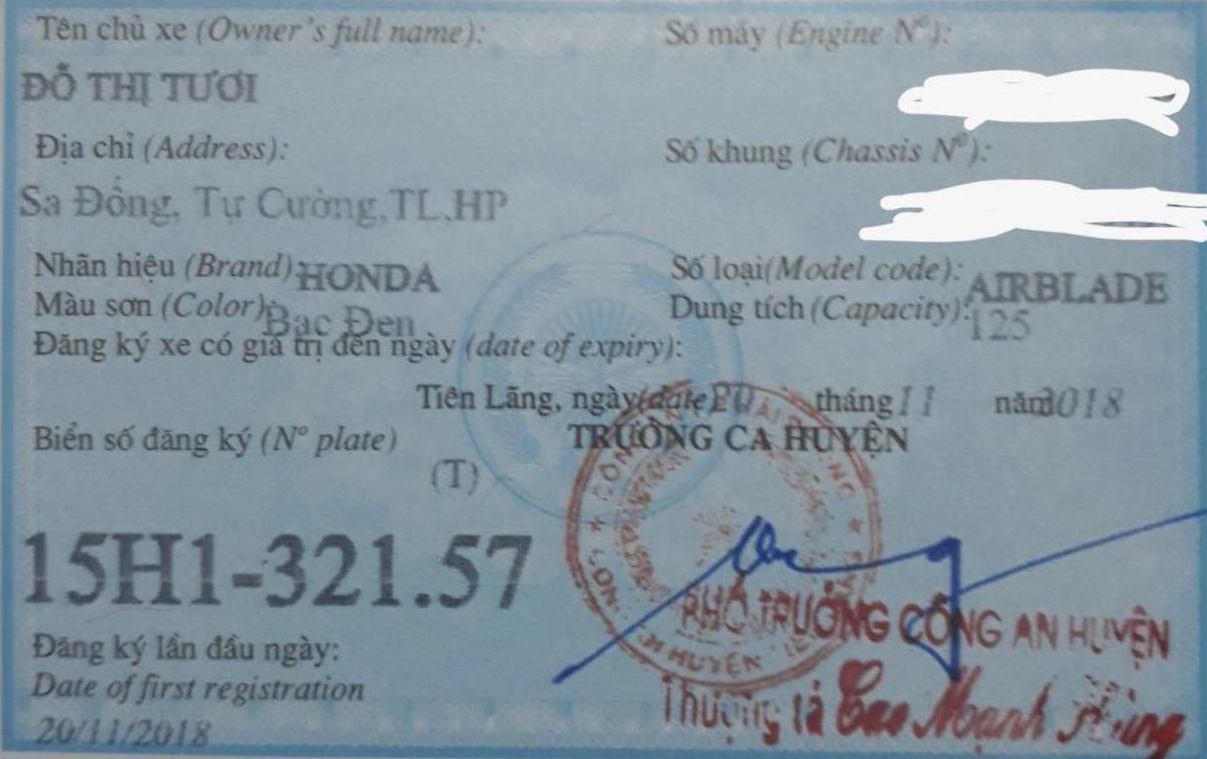 Tên chủ xe (Owner's full name):
ĐỖ THỊ TƯƠI
Số máy (Engine Nº):
Địa chỉ (Address):
Sa Đống, Tự Cường,TL.HP
Số khung (Chassis Nº):
Nhãn hiệu (Brand): HONDA
Số loại(Model code): AIRBLADE
Màu sơn (Color): Bạc Đen
Dung tích (Capacity): 125
Đăng ký xe có giá trị đến ngày (date of expiry):
Tiên Lãng, ngày(date) 20 tháng 11 năm 2018
Biển số đăng ký (Nº plate)
TRƯỞNG CA HUYỆN
(T)
15H1-321.57
PHÓ TRƯỞNG CÔNG AN HUYỆN
Đăng ký lần đầu ngày:
Date of first registration
Thượng tá Cao Mạnh
20/11/2018